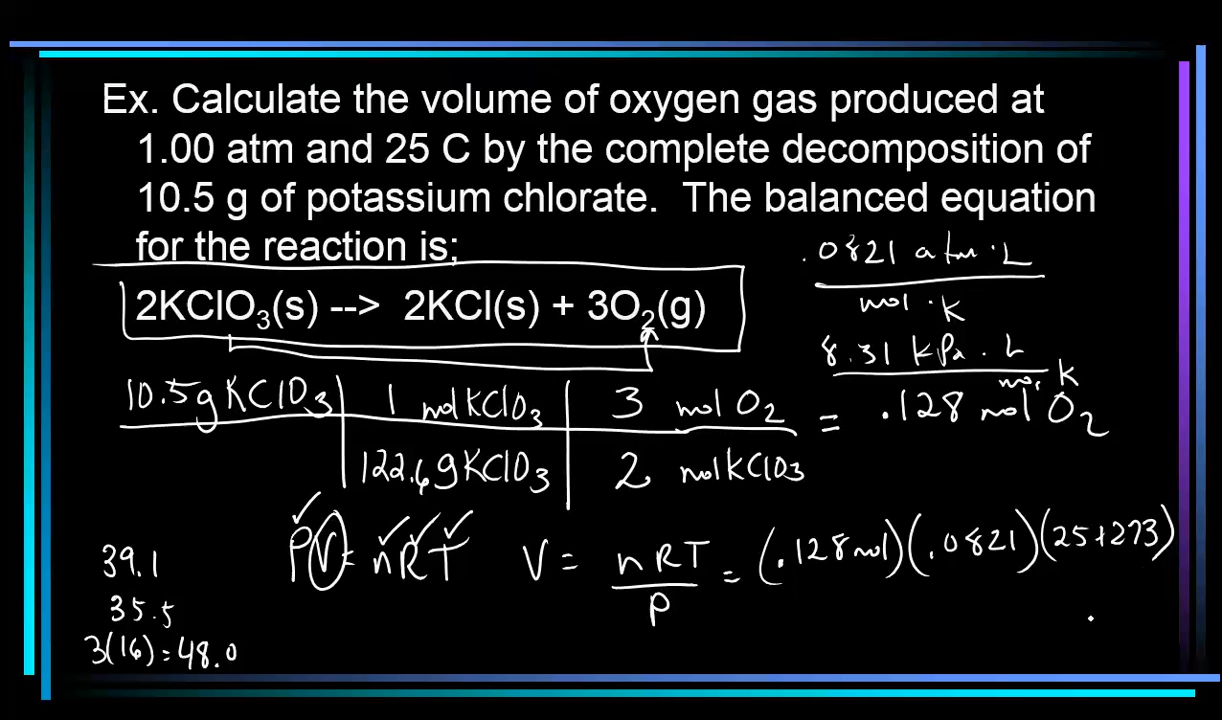 Ex. Calculate the volume of oxygen gas produced at
1.00 atm and 25 C by the complete decomposition of
10.5 g of potassium chlorate. The balanced equation
for the reaction is;
.0821 atm · L
mol · K
2KClO₃(s) --> 2KCl(s) + 3O₂(g)
8.31 kPa · L
mol K
10.5g KClO₃ 1 mol KClO₃ 3 mol O₂ = .128 mol O₂
122.6g KClO₃ 2 mol KClO₃
PV = nRT V = nRT = (.128 mol)(.0821)(25+273)
P
39.1
35.5
3(16) = 48.0